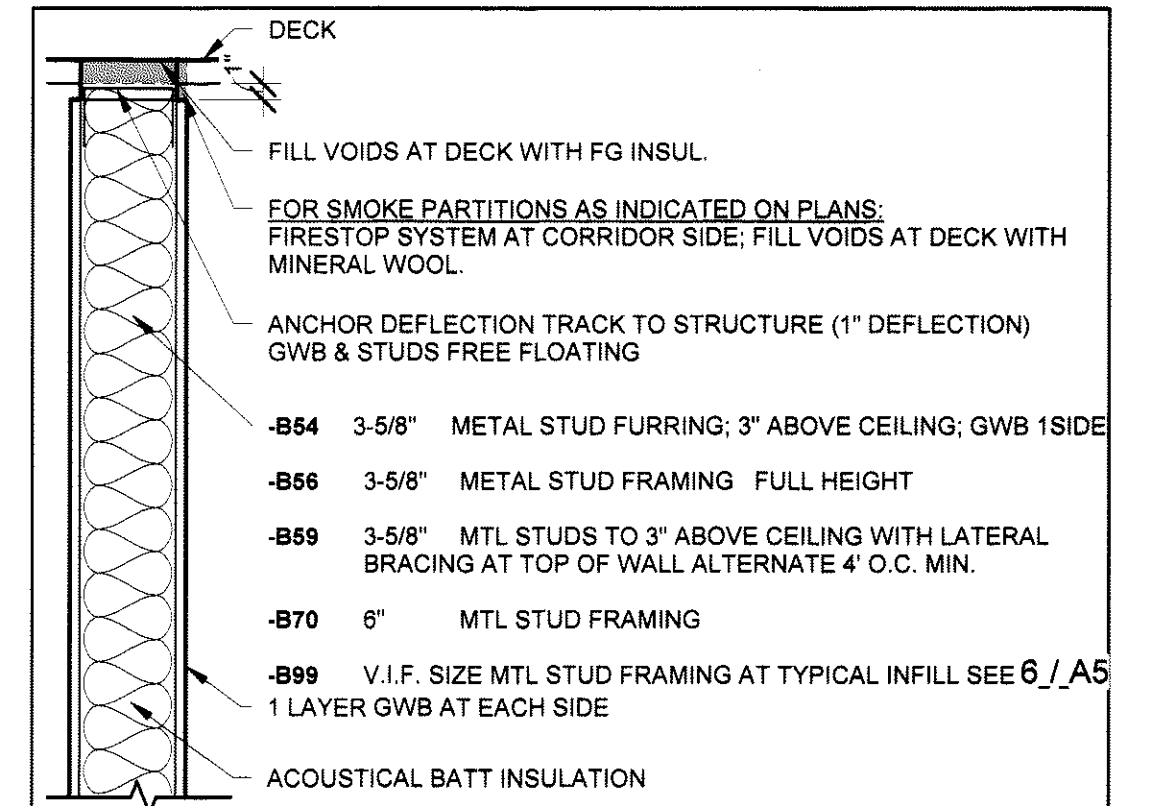 DECK
1"
FILL VOIDS AT DECK WITH FG INSUL.
FOR SMOKE PARTITIONS AS INDICATED ON PLANS:
FIRESTOP SYSTEM AT CORRIDOR SIDE; FILL VOIDS AT DECK WITH
MINERAL WOOL.
ANCHOR DEFLECTION TRACK TO STRUCTURE (1" DEFLECTION)
GWB & STUDS FREE FLOATING
-B54 3-5/8" METAL STUD FURRING; 3" ABOVE CEILING; GWB 1SIDE
-B56 3-5/8" METAL STUD FRAMING FULL HEIGHT
-B59 3-5/8" MTL STUDS TO 3" ABOVE CEILING WITH LATERAL
BRACING AT TOP OF WALL ALTERNATE 4' O.C. MIN.
-B70 6" MTL STUD FRAMING
-B99 V.I.F. SIZE MTL STUD FRAMING AT TYPICAL INFILL SEE 6_/_A5
1 LAYER GWB AT EACH SIDE
ACOUSTICAL BATT INSULATION